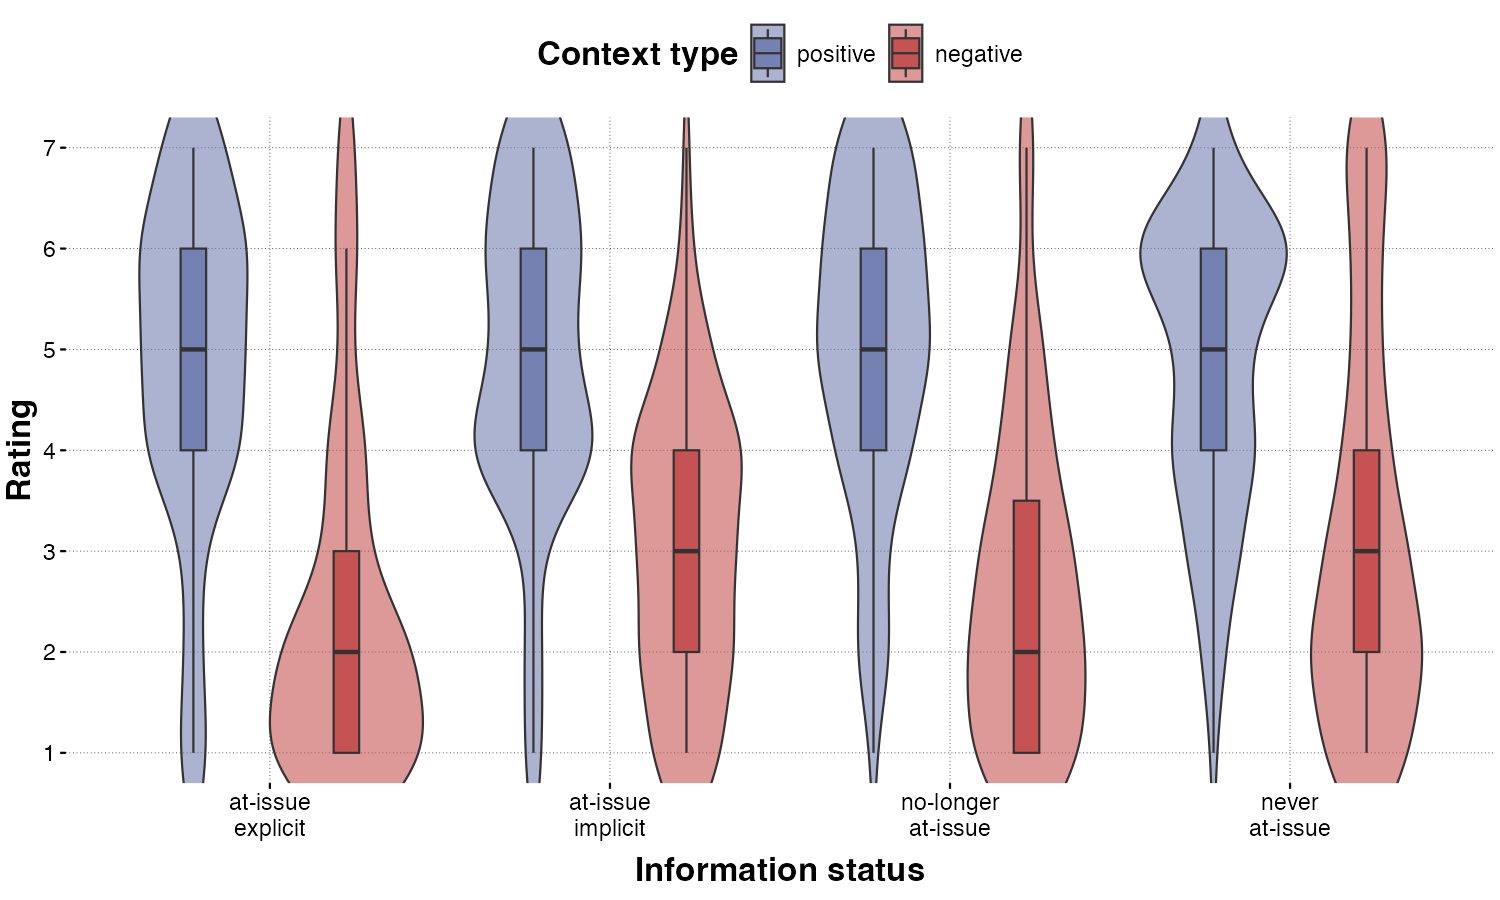 Context type positive negative
7
6
5
4
3
2
1
Rating
at-issue
explicit
at-issue
implicit
no-longer
at-issue
never
at-issue
Information status